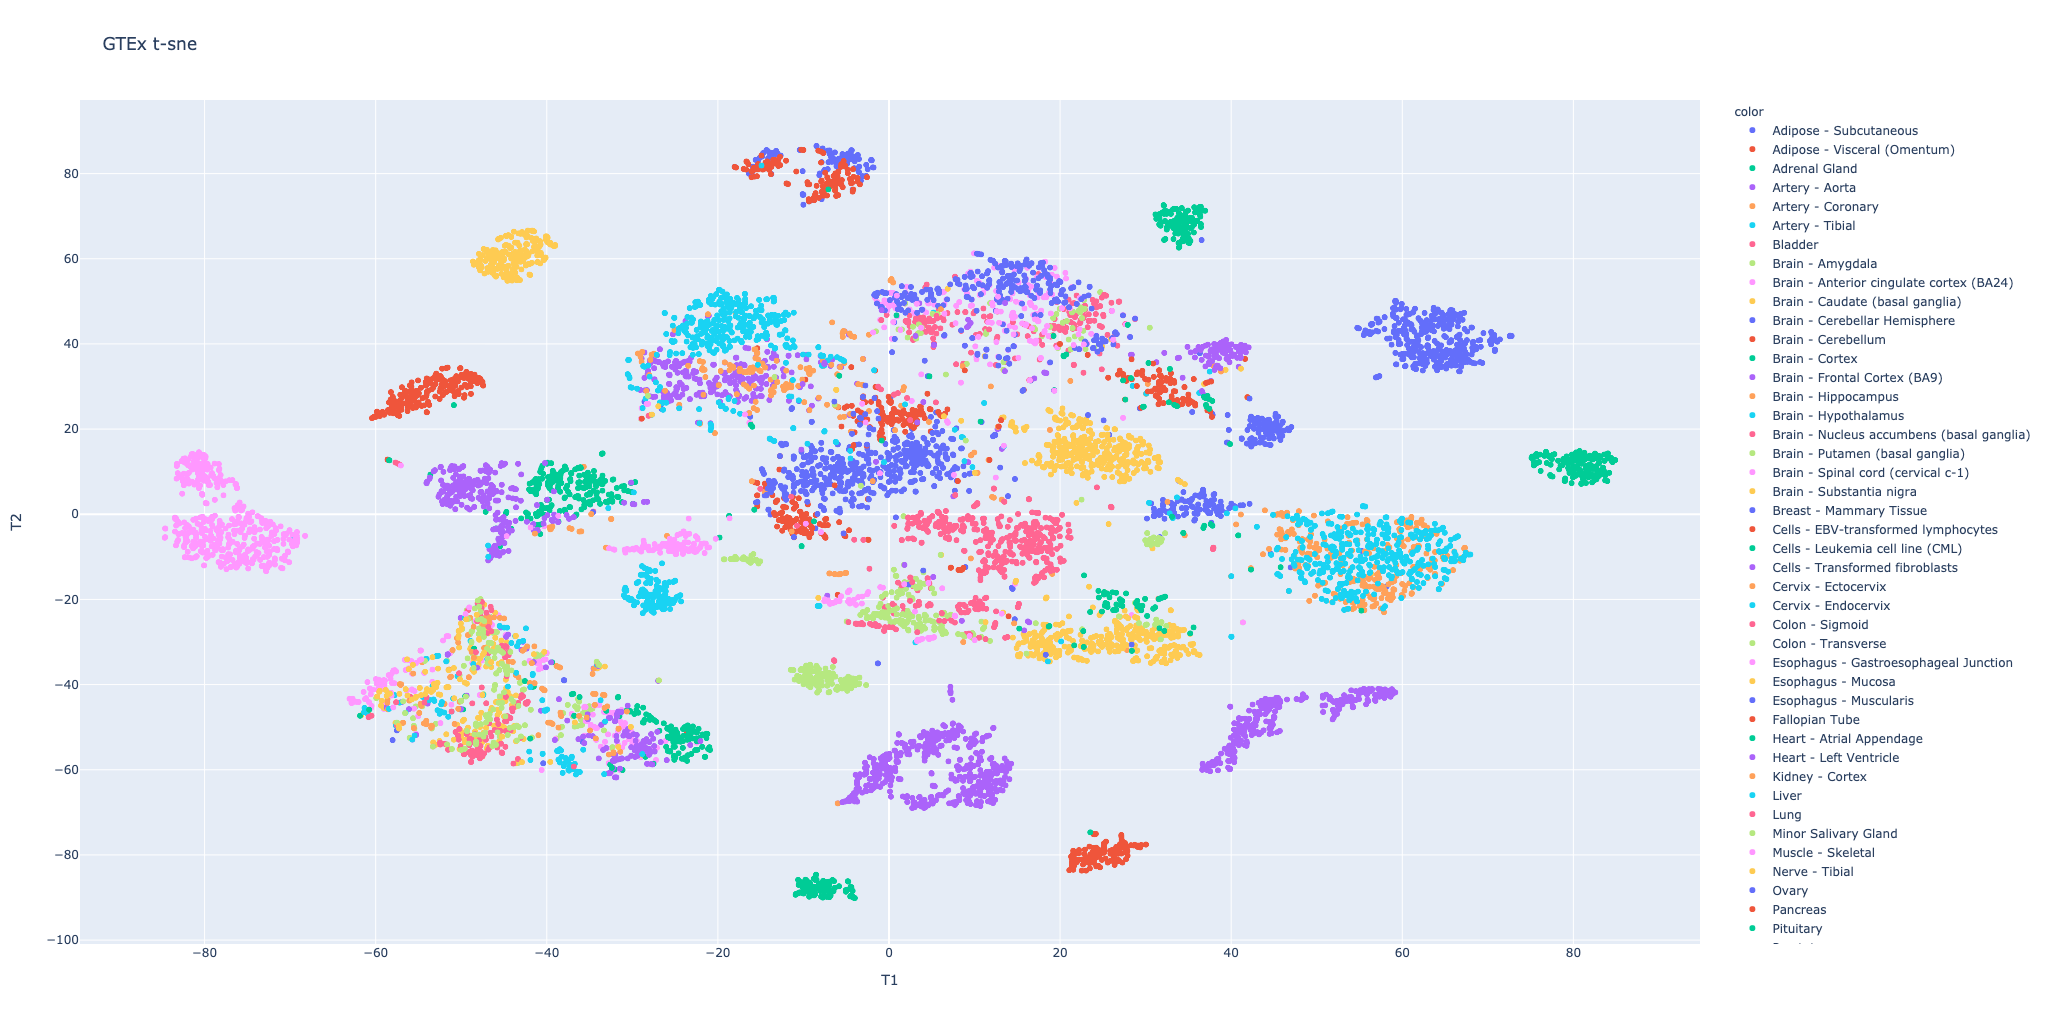 GTEx t-sne
color
Adipose - Subcutaneous
Adipose - Visceral (Omentum)
Adrenal Gland
Artery - Aorta
Artery - Coronary
Artery - Tibial
Bladder
Brain - Amygdala
Brain - Anterior cingulate cortex (BA24)
Brain - Caudate (basal ganglia)
Brain - Cerebellar Hemisphere
Brain - Cerebellum
Brain - Cortex
Brain - Frontal Cortex (BA9)
Brain - Hippocampus
Brain - Hypothalamus
Brain - Nucleus accumbens (basal ganglia)
Brain - Putamen (basal ganglia)
Brain - Spinal cord (cervical c-1)
Brain - Substantia nigra
Breast - Mammary Tissue
Cells - EBV-transformed lymphocytes
Cells - Leukemia cell line (CML)
Cells - Transformed fibroblasts
Cervix - Ectocervix
Cervix - Endocervix
Colon - Sigmoid
Colon - Transverse
Esophagus - Gastroesophageal Junction
Esophagus - Mucosa
Esophagus - Muscularis
Fallopian Tube
Heart - Atrial Appendage
Heart - Left Ventricle
Kidney - Cortex
Liver
Lung
Minor Salivary Gland
Muscle - Skeletal
Nerve - Tibial
Ovary
Pancreas
Pituitary
80
60
40
20
0
−20
−40
−60
−80
−100
T2
−80
−60
−40
−20
0
20
40
60
80
T1